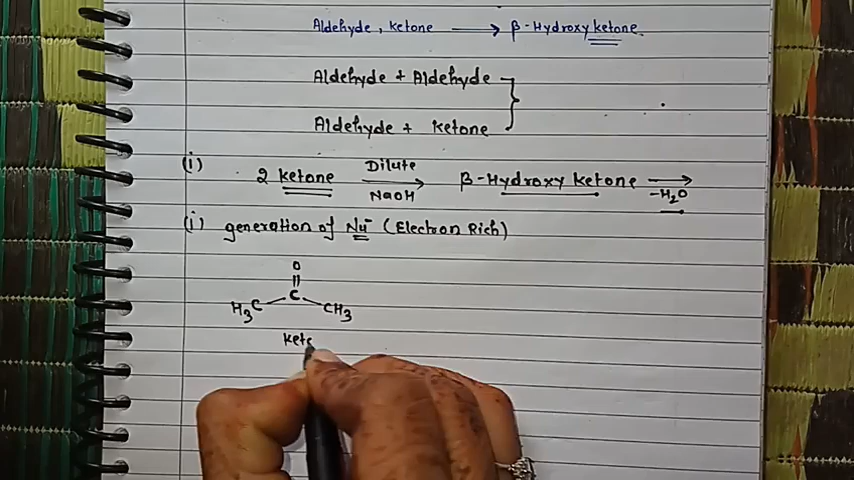 Aldehyde, ketone ⟶ β-Hydroxy ketone.
Aldehyde + Aldehyde
Aldehyde + ketone
(i) 2 ketone Dilute NaOH ⟶ β-Hydroxy ketone ⟶ -H₂O
(i) generation of Nu⁻ (Electron Rich)
O
||
H₃C C CH₃
keto